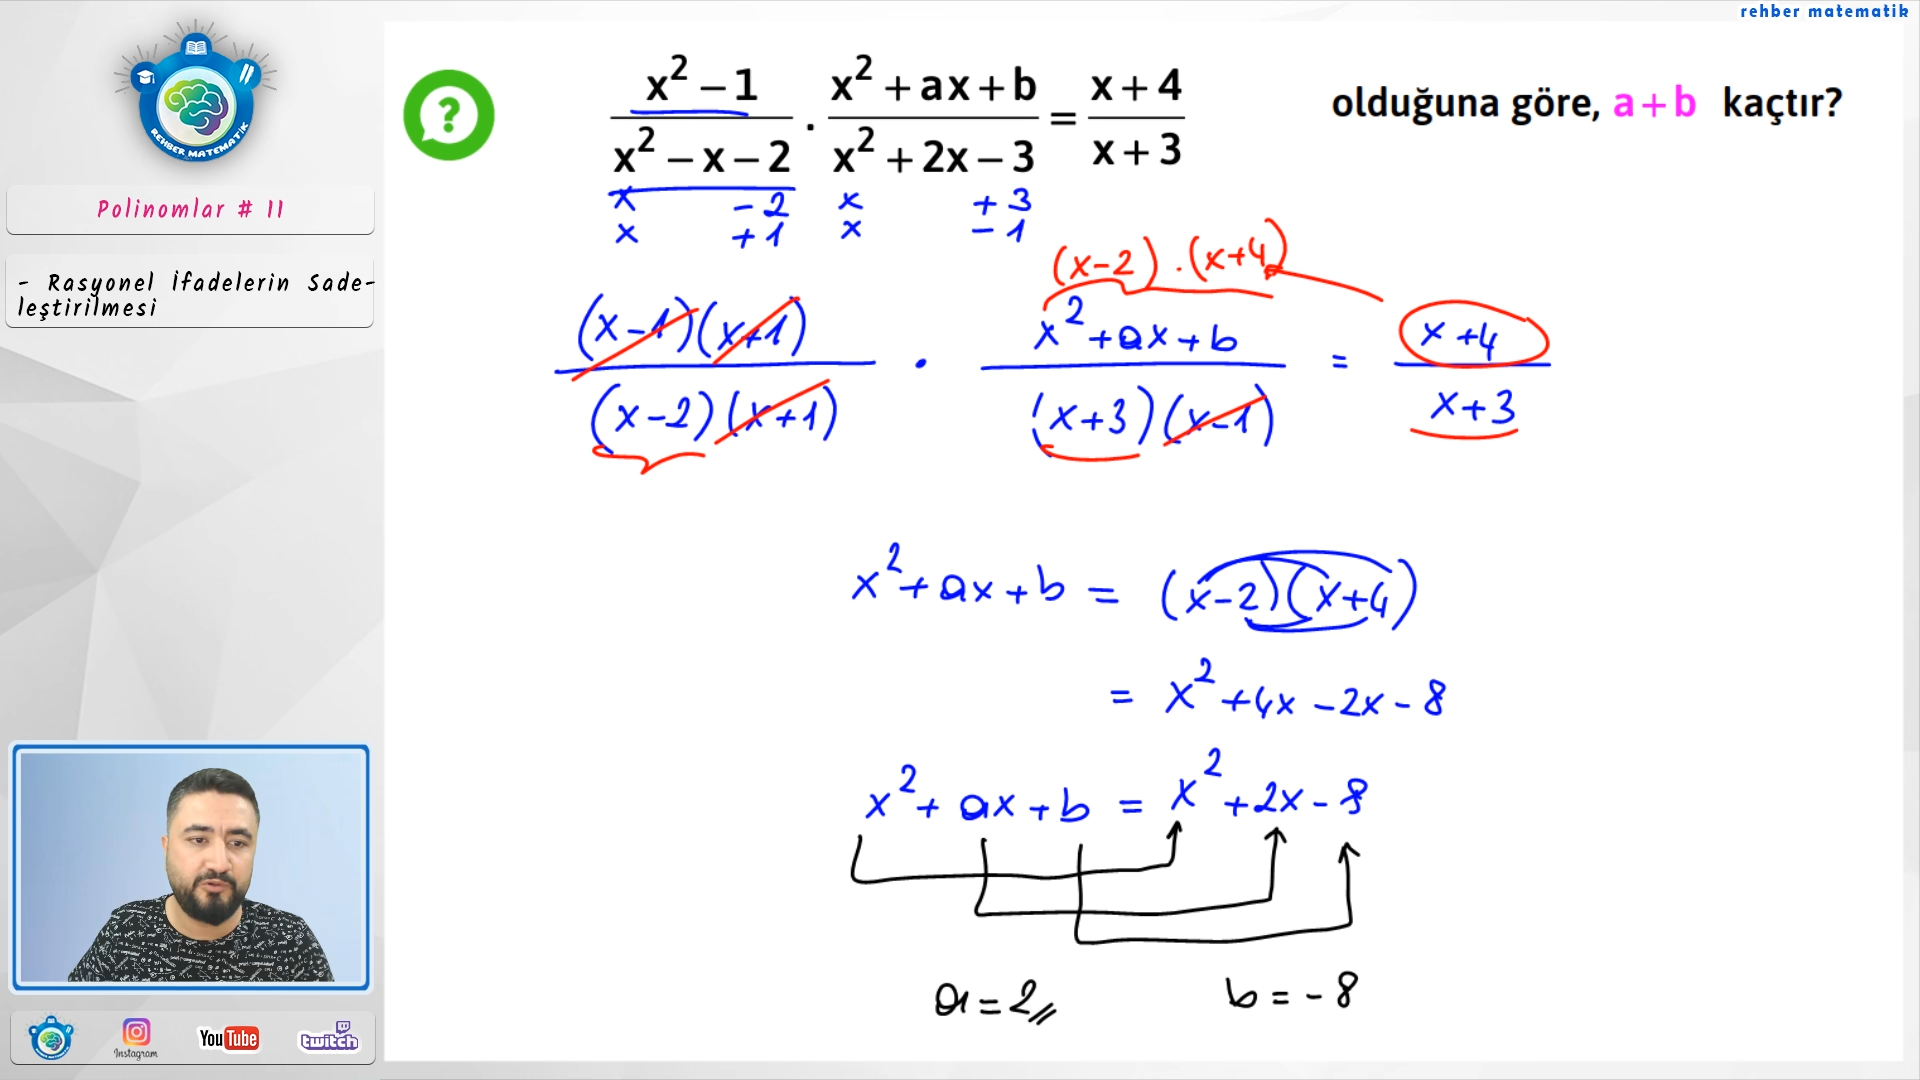 rehber matematik
REHBER MATEMATİK
Polinomlar # 11
- Rasyonel İfadelerin Sade-
leştirilmesi
x² - 1 / x² - x - 2 . x² + ax + b / x² + 2x - 3 = x + 4 / x + 3 olduğuna göre, a + b kaçtır?
x - 2 x + 3
x + 1 x - 1
(x-2) . (x+4)
(x-1)(x+1) / (x-2)(x+1) . x² + ax + b / (x+3)(x-1) = x+4 / x+3
x² + ax + b = (x-2)(x+4)
= x² + 4x - 2x - 8
x² + ax + b = x² + 2x - 8
a = 2 b = -8
Instagram
YouTube
twitch